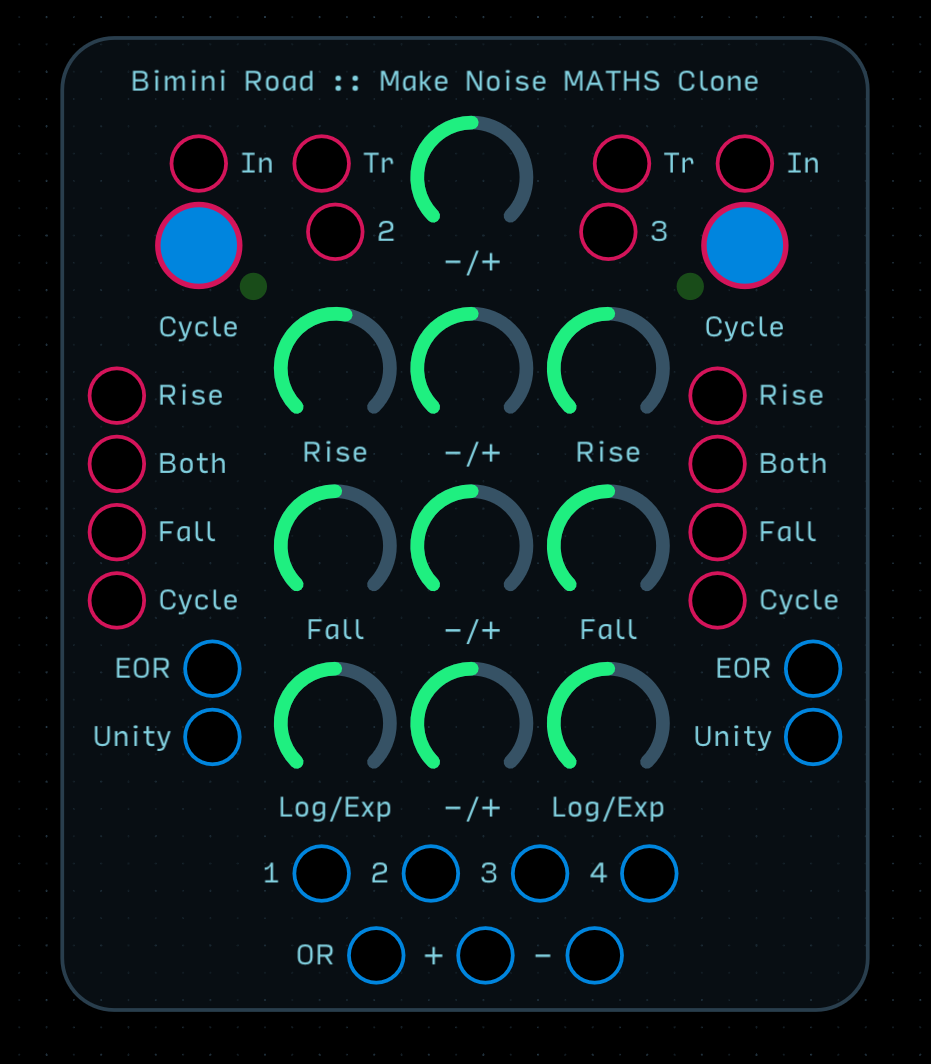 Bimini Road :: Make Noise MATHS Clone
In Tr Tr In
2 3
-/+
Cycle Cycle
Rise Rise
Rise -/+ Rise
Both Both
Fall Fall
Cycle Cycle
Fall -/+ Fall
EOR EOR
Unity Unity
Log/Exp -/+ Log/Exp
1 2 3 4
OR + -